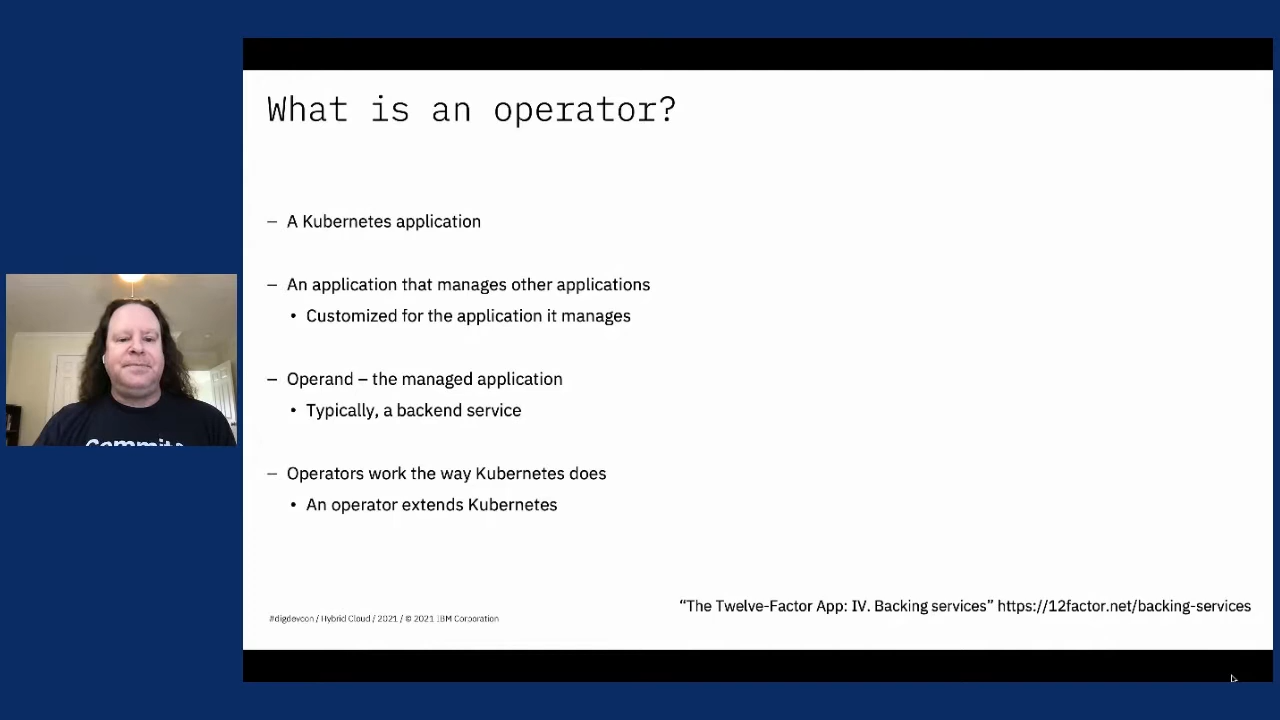 What is an operator?
– A Kubernetes application
– An application that manages other applications
• Customized for the application it manages
– Operand – the managed application
• Typically, a backend service
– Operators work the way Kubernetes does
• An operator extends Kubernetes
“The Twelve-Factor App: IV. Backing services” https://12factor.net/backing-services
#digdevcon / Hybrid Cloud / 2021 / © 2021 IBM Corporation